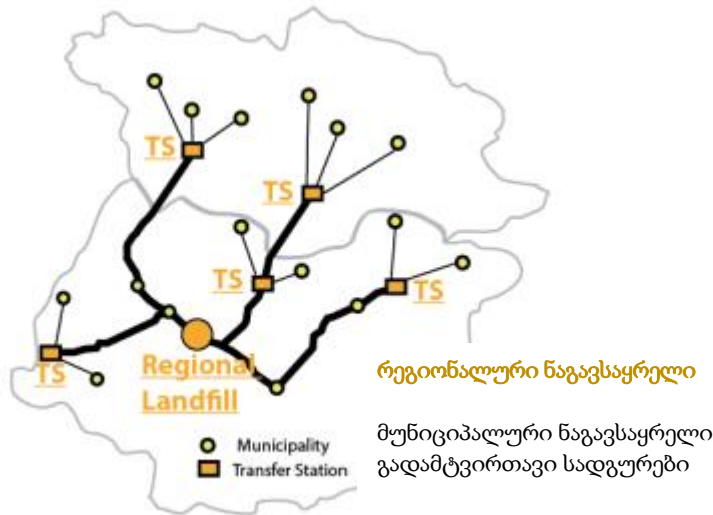 TS
TS
TS
TS
TS
Regional
Landfill
Municipality
Transfer Station
რეგიონალური ნაგავსაყრელი
მუნიციპალური ნაგავსაყრელი
გადამტვირთავი სადგურები